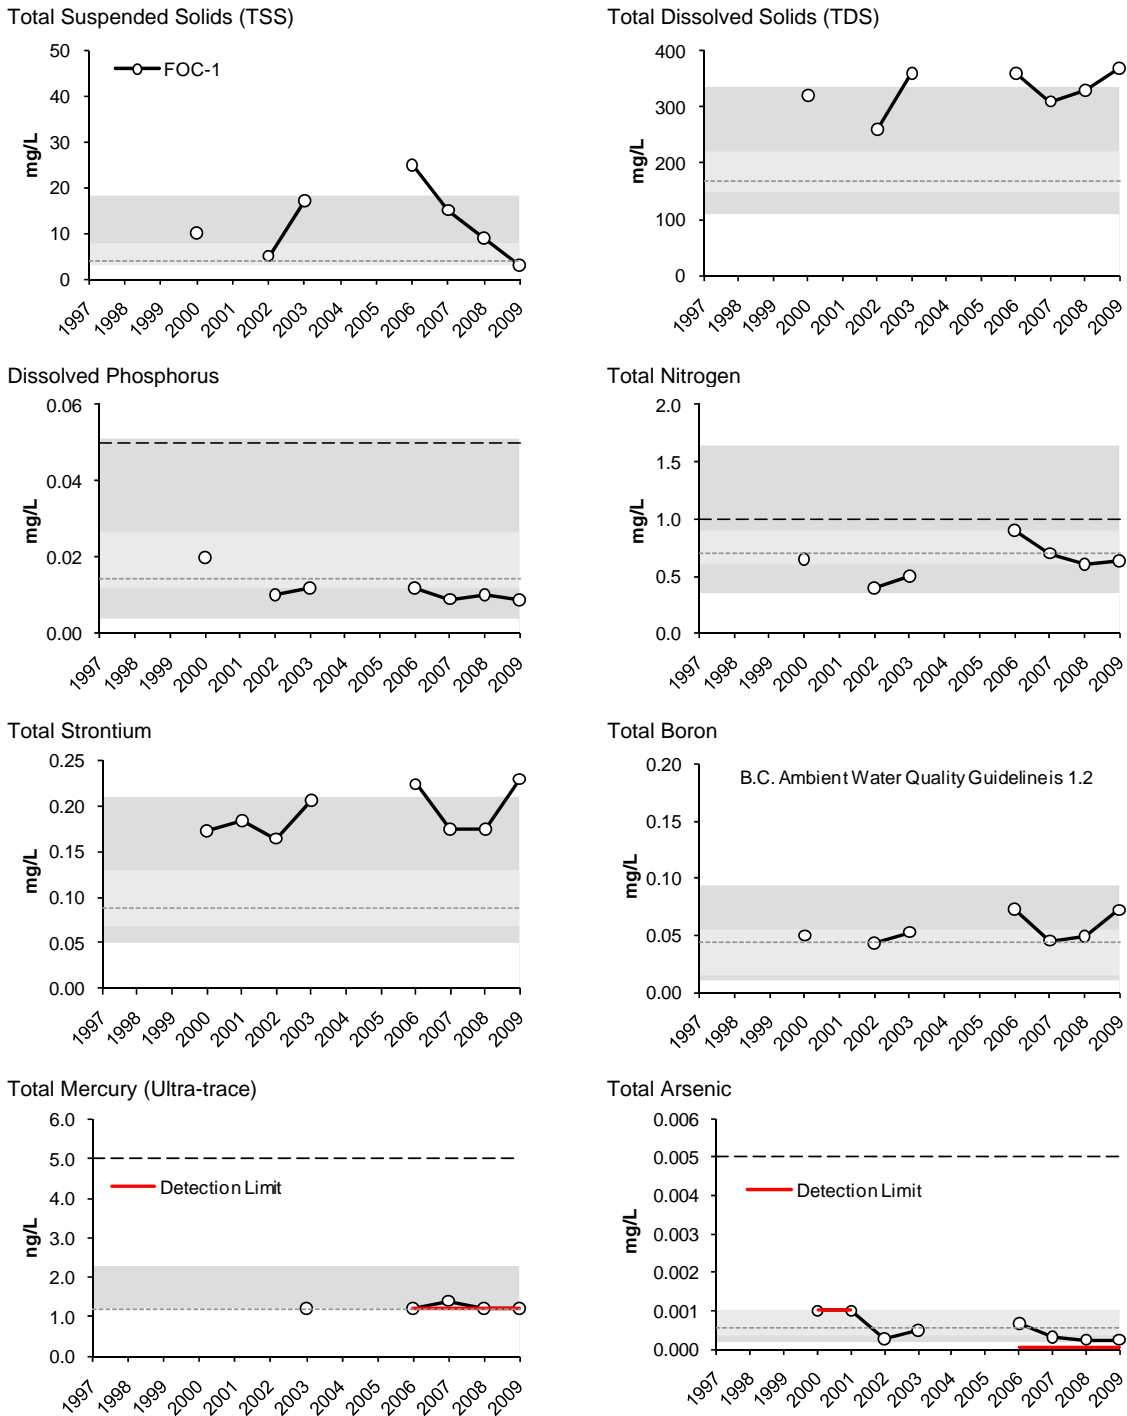 Total Suspended Solids (TSS)
50
40
30
20
10
0
mg/L
FOC-1
1997 1998 1999 2000 2001 2002 2003 2004 2005 2006 2007 2008 2009
Total Dissolved Solids (TDS)
400
300
200
100
0
mg/L
1997 1998 1999 2000 2001 2002 2003 2004 2005 2006 2007 2008 2009
Dissolved Phosphorus
0.06
0.04
0.02
0.00
mg/L
1997 1998 1999 2000 2001 2002 2003 2004 2005 2006 2007 2008 2009
Total Nitrogen
2.0
1.5
1.0
0.5
0.0
mg/L
1997 1998 1999 2000 2001 2002 2003 2004 2005 2006 2007 2008 2009
Total Strontium
0.25
0.20
0.15
0.10
0.05
0.00
mg/L
1997 1998 1999 2000 2001 2002 2003 2004 2005 2006 2007 2008 2009
Total Boron
0.20
0.15
0.10
0.05
0.00
mg/L
B.C. Ambient Water Quality Guideline is 1.2
1997 1998 1999 2000 2001 2002 2003 2004 2005 2006 2007 2008 2009
Total Mercury (Ultra-trace)
6.0
5.0
4.0
3.0
2.0
1.0
0.0
ng/L
Detection Limit
1997 1998 1999 2000 2001 2002 2003 2004 2005 2006 2007 2008 2009
Total Arsenic
0.006
0.005
0.004
0.003
0.002
0.001
0.000
mg/L
Detection Limit
1997 1998 1999 2000 2001 2002 2003 2004 2005 2006 2007 2008 2009